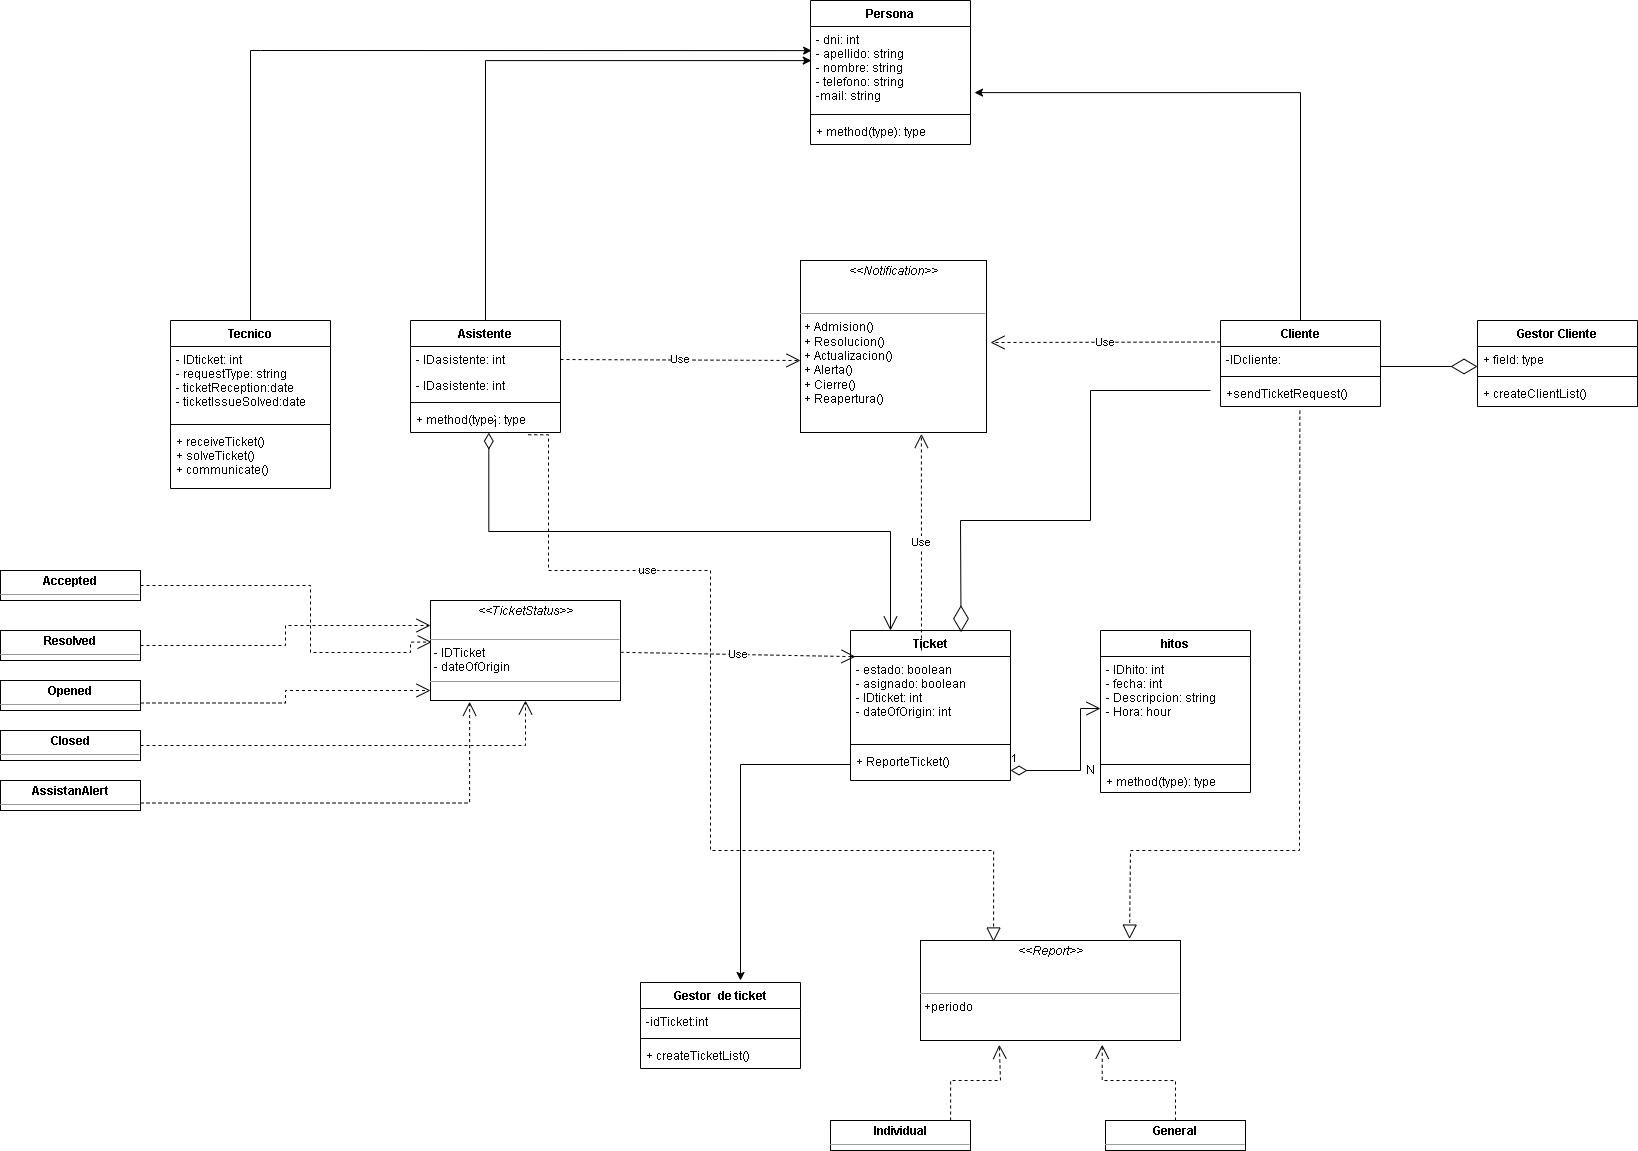 Persona
- dni: int
- apellido: string
- nombre: string
- telefono: string
-mail: string
+ method(type): type
<<Notification>>
+ Admision()
+ Resolucion()
+ Actualizacion()
+ Alerta()
+ Cierre()
+ Reapertura()
Tecnico
- IDticket: int
- requestType: string
- ticketReception:date
- ticketIssueSolved:date
+ receiveTicket()
+ solveTicket()
+ communicate()
Asistente
- IDasistente: int
- IDasistente: int
+ method(type): type
1
Use
Use
Cliente
-IDcliente:
+sendTicketRequest()
Gestor Cliente
+ field: type
+ createClientList()
Use
use
Accepted
Resolved
Opened
Closed
AssistanAlert
<<TicketStatus>>
- IDTicket
- dateOfOrigin
Use
Ticket
- estado: boolean
- asignado: boolean
- IDticket: int
- dateOfOrigin: int
+ ReporteTicket()
1
N
hitos
- IDhito: int
- fecha: int
- Descripcion: string
- Hora: hour
+ method(type): type
Gestor de ticket
-idTicket:int
+ createTicketList()
<<Report>>
+periodo
Individual
General